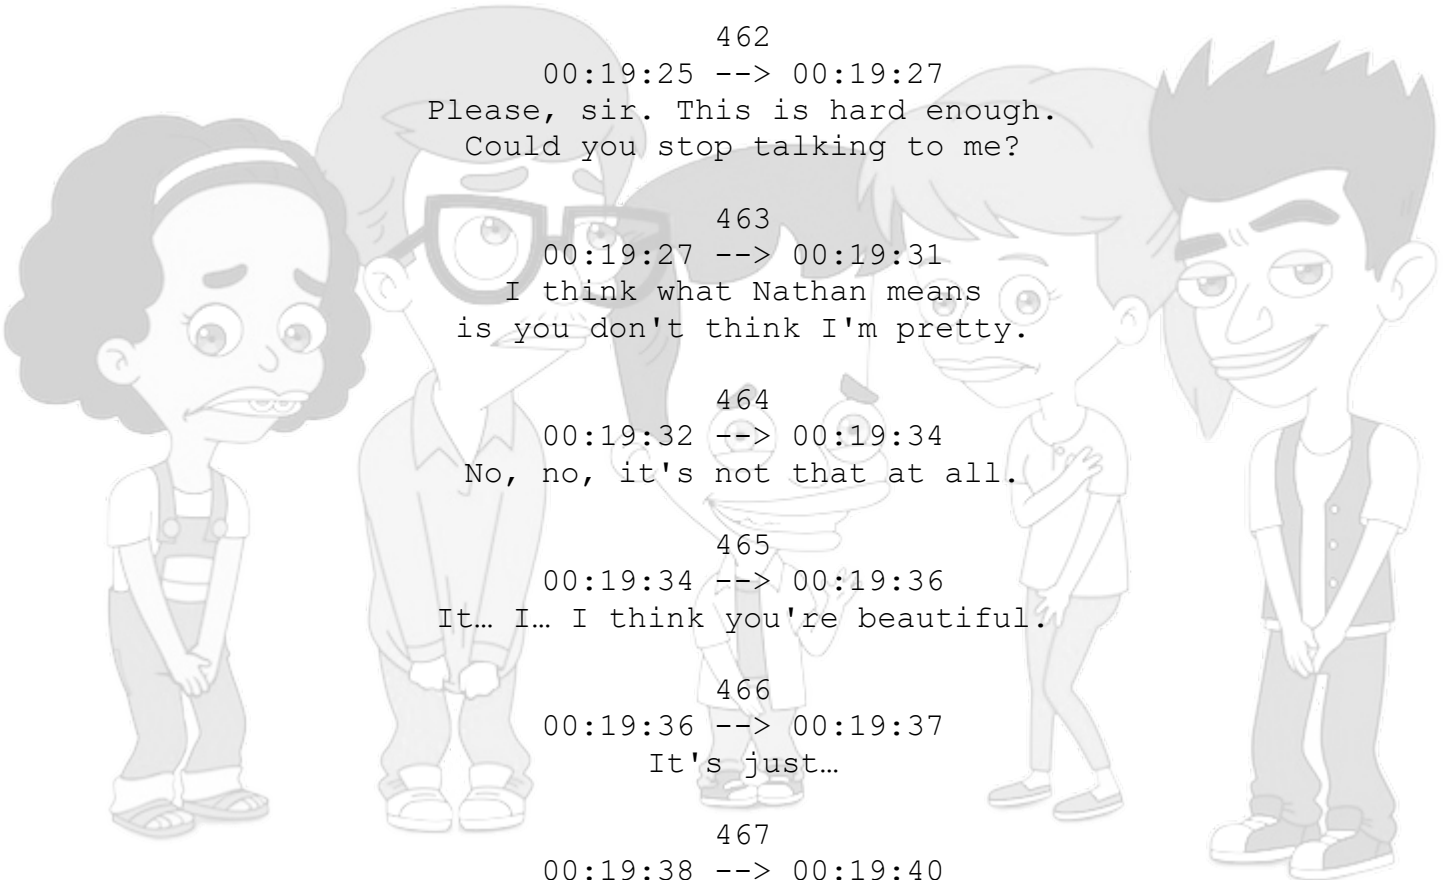 462
00:19:25 --> 00:19:27
Please, sir. This is hard enough.
Could you stop talking to me?
463
00:19:27 --> 00:19:31
I think what Nathan means
is you don't think I'm pretty.
464
00:19:32 --> 00:19:34
No, no, it's not that at all.
465
00:19:34 --> 00:19:36
It… I… I think you're beautiful.
466
00:19:36 --> 00:19:37
It's just…
467
00:19:38 --> 00:19:40